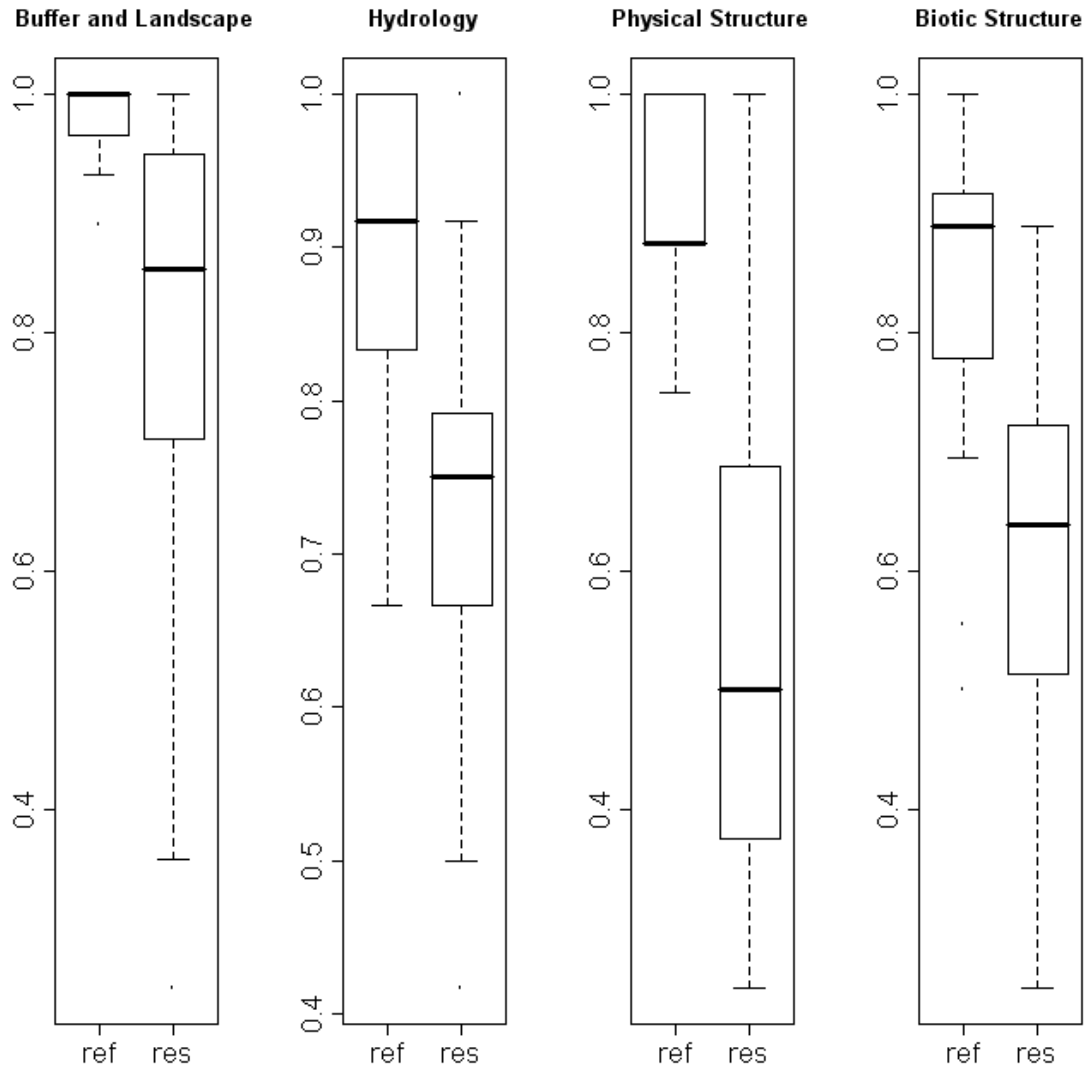 Buffer and Landscape
1.0
0.8
0.6
0.4
ref res
Hydrology
1.0
0.9
0.8
0.7
0.6
0.5
0.4
ref res
Physical Structure
1.0
0.8
0.6
0.4
ref res
Biotic Structure
1.0
0.8
0.6
0.4
ref res